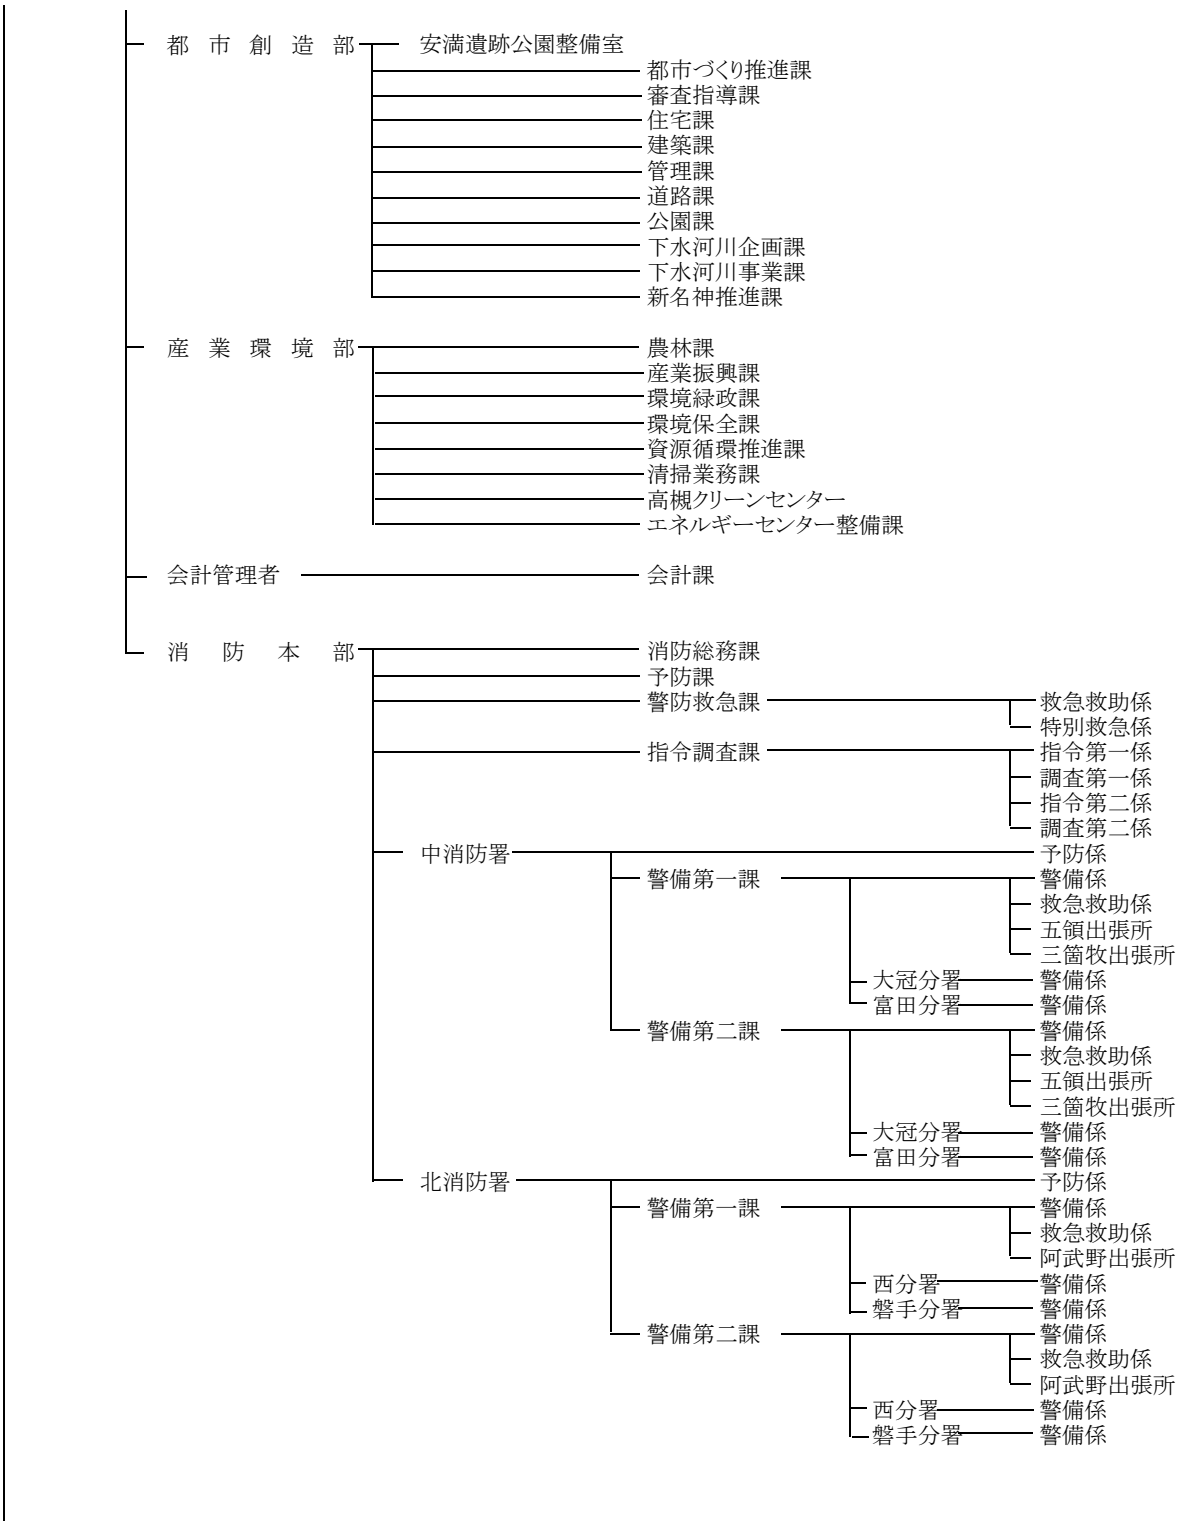 都市創造部 安満遺跡公園整備室
都市づくり推進課
審査指導課
住宅課
建築課
管理課
道路課
公園課
下水河川企画課
下水河川事業課
新名神推進課
産業環境部 農林課
産業振興課
環境緑政課
環境保全課
資源循環推進課
清掃業務課
高槻クリーンセンター
エネルギーセンター整備課
会計管理者 会計課
消防本部 消防総務課
予防課
警防救急課 救急救助係
特別救急係
指令調査課 指令第一係
調査第一係
指令第二係
調査第二係
中消防署 予防係
警備第一課 警備係
救急救助係
五領出張所
三箇牧出張所
大冠分署 警備係
富田分署 警備係
警備第二課 警備係
救急救助係
五領出張所
三箇牧出張所
大冠分署 警備係
富田分署 警備係
北消防署 予防係
警備第一課 警備係
救急救助係
阿武野出張所
西分署 警備係
磐手分署 警備係
警備第二課 警備係
救急救助係
阿武野出張所
西分署 警備係
磐手分署 警備係